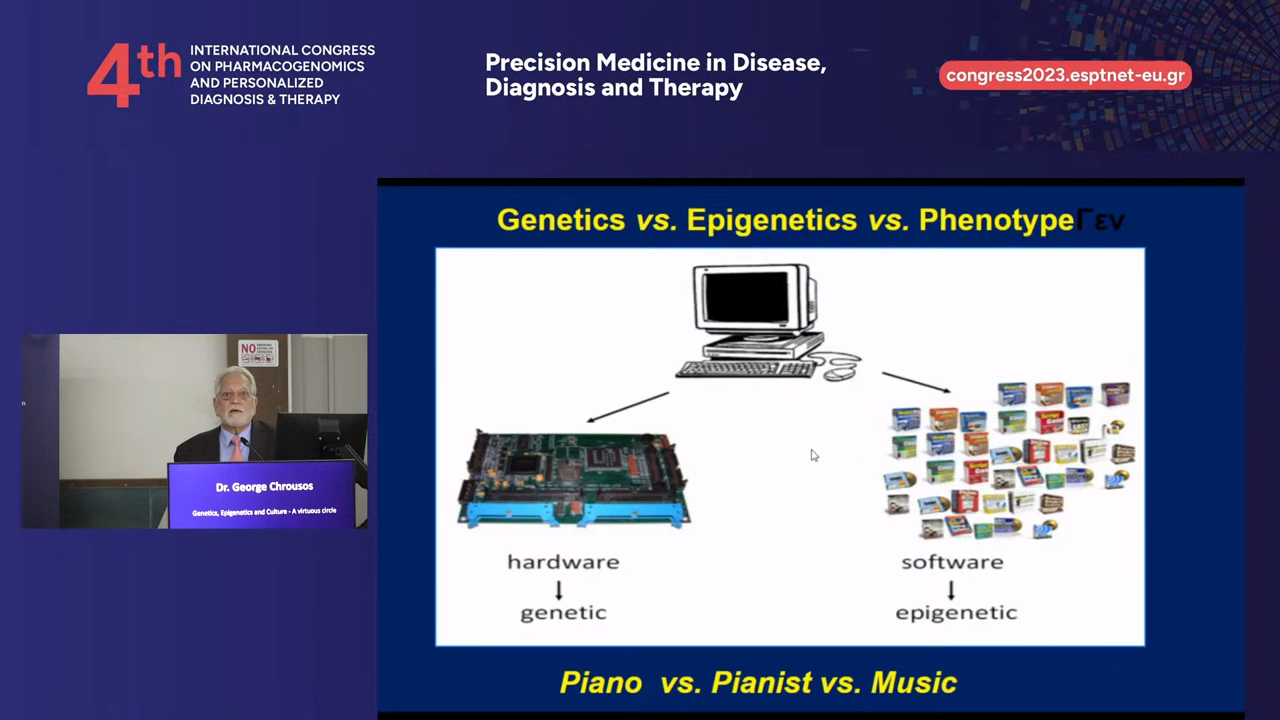 4th
INTERNATIONAL CONGRESS
ON PHARMACOGENOMICS
AND PERSONALIZED
DIAGNOSIS & THERAPY
Precision Medicine in Disease,
Diagnosis and Therapy
congress2023.esptnet-eu.gr
Genetics vs. Epigenetics vs. PhenotypeΓεν
hardware
genetic
software
epigenetic
Piano vs. Pianist vs. Music
NO
Dr. George Chrousos
Genetics, Epigenetics and Culture - A virtuous circle